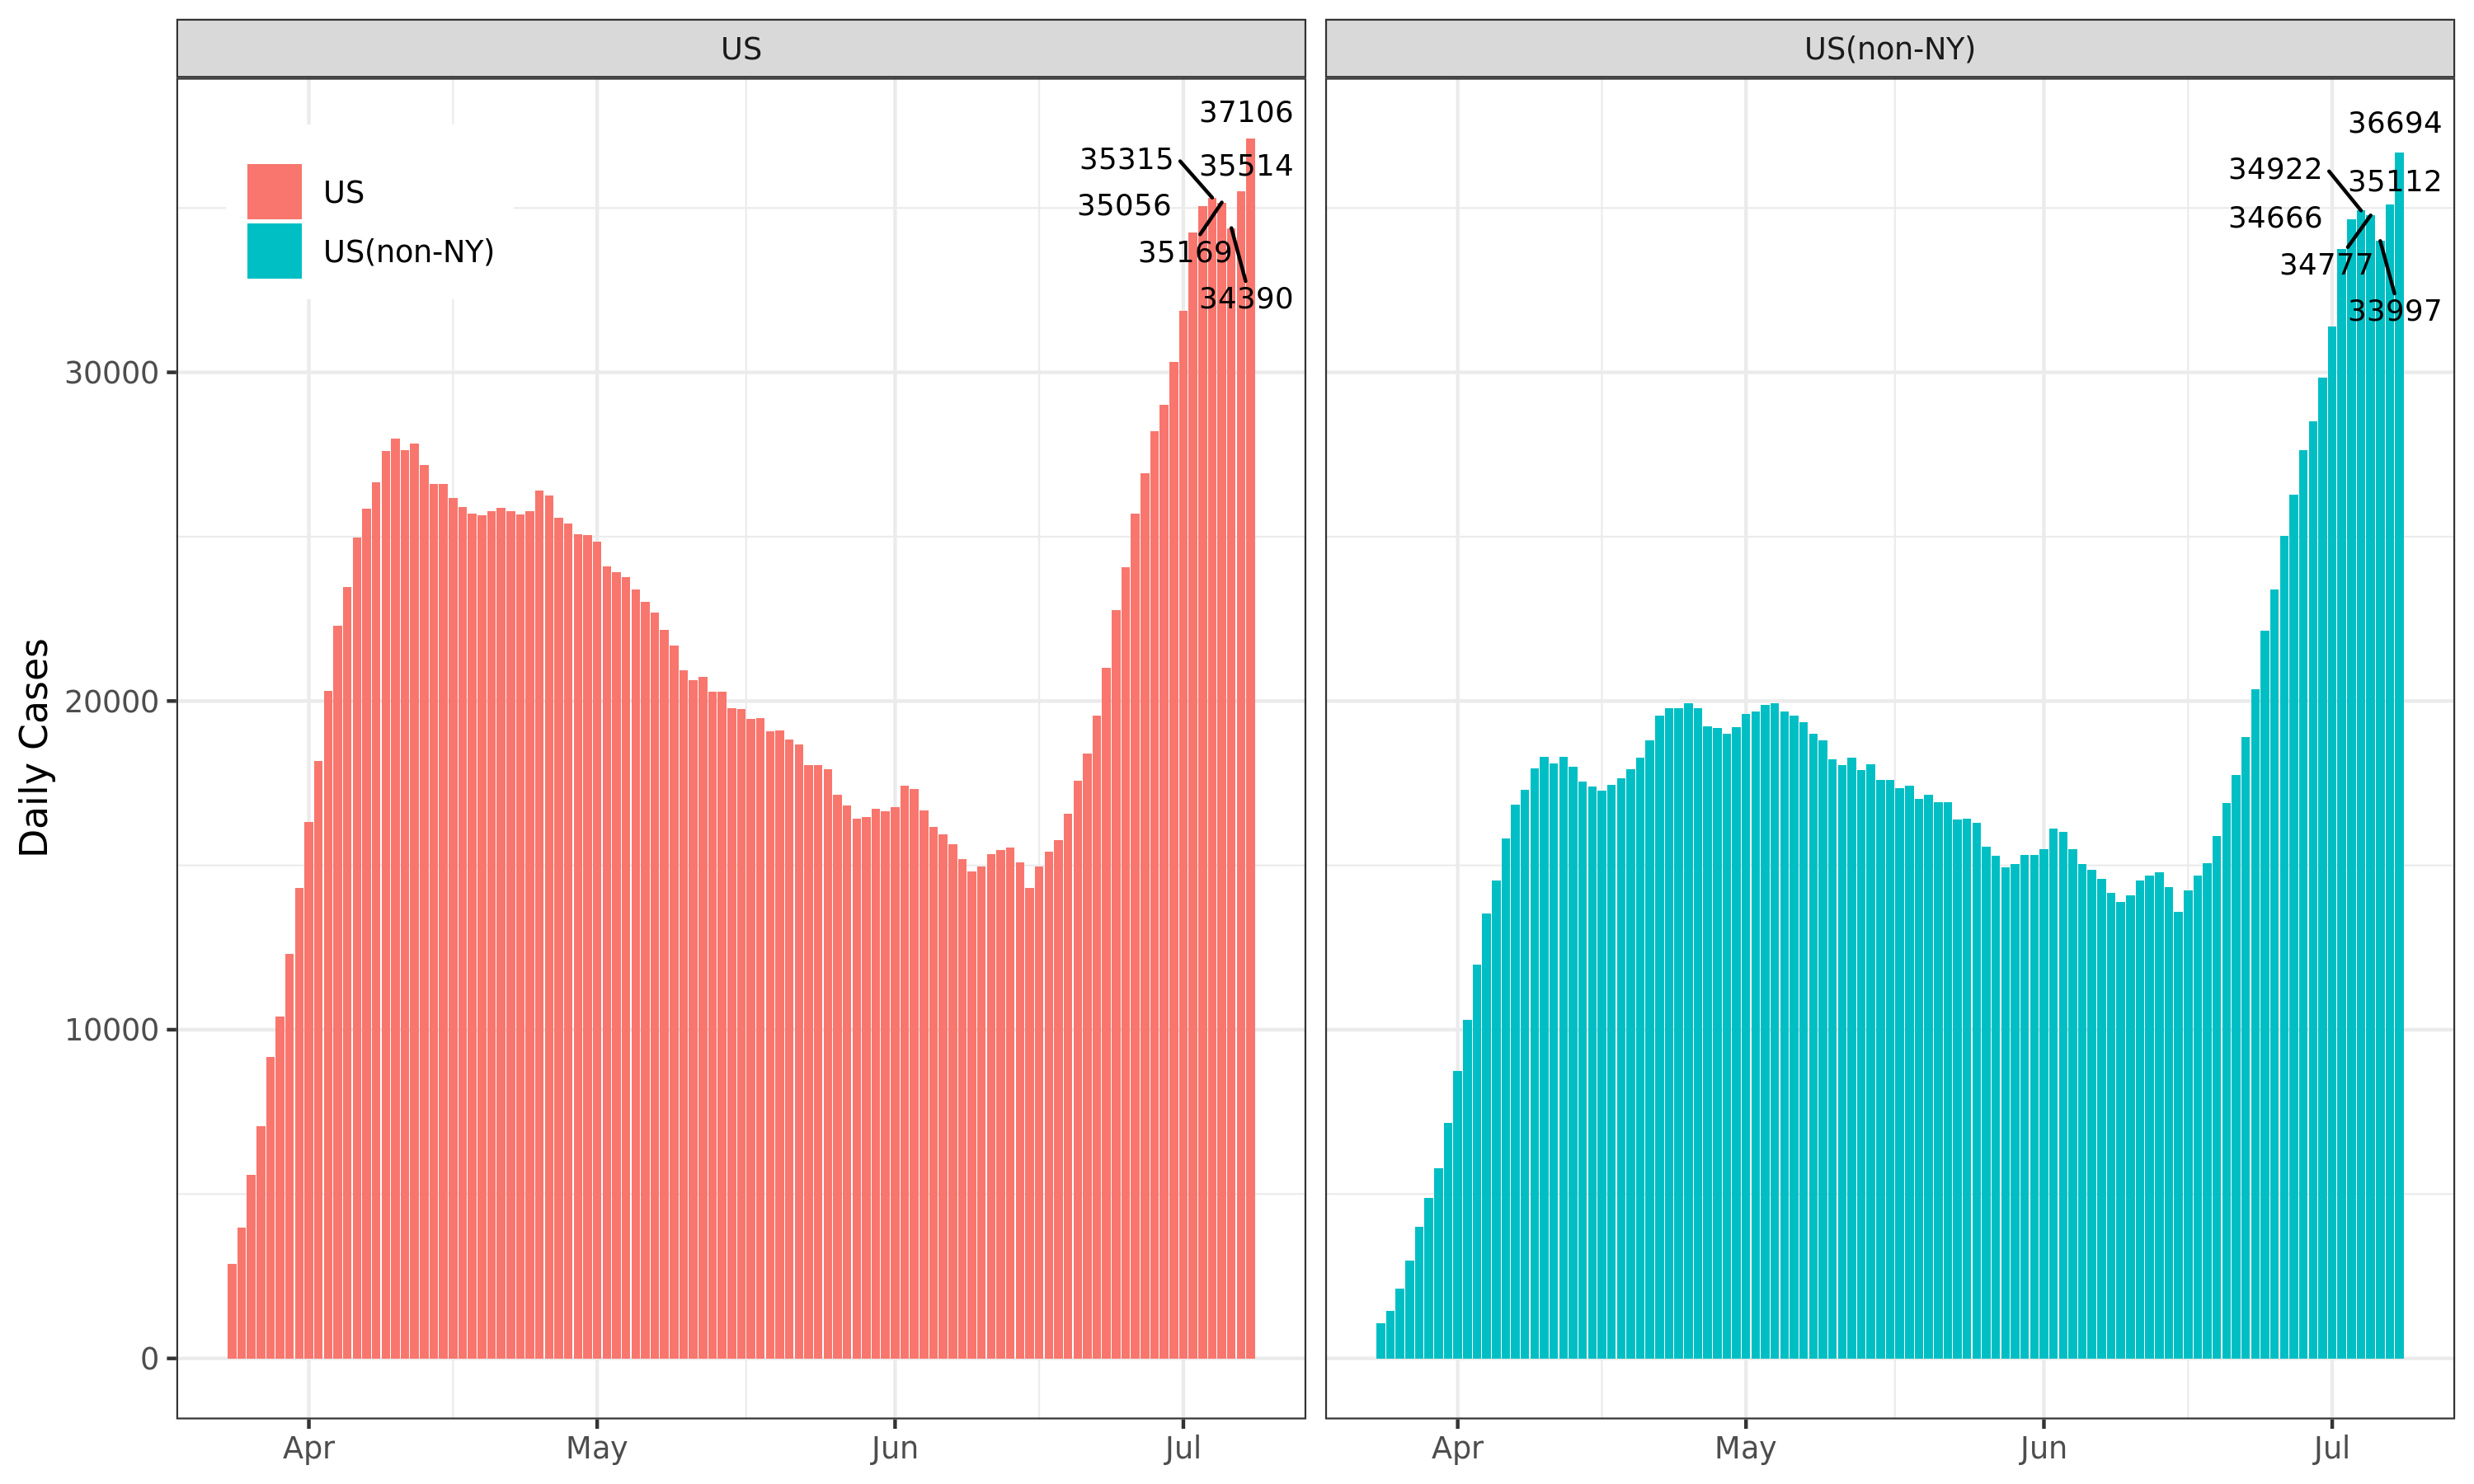 US
US(non-NY)
37106
35315
35514
35056
35169
34390
36694
34922
35112
34666
34777
33997
US
US(non-NY)
Daily Cases
30000
20000
10000
0
Apr
May
Jun
Jul
Apr
May
Jun
Jul